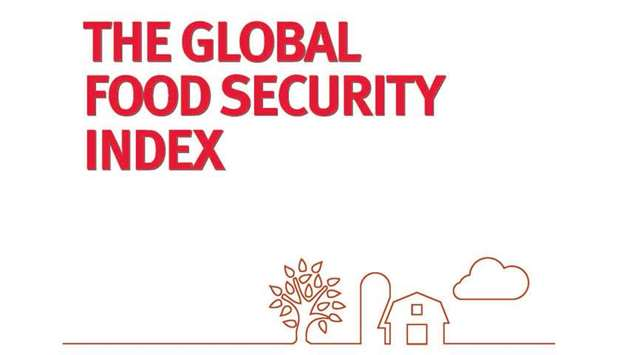 THE GLOBAL
FOOD SECURITY
INDEX